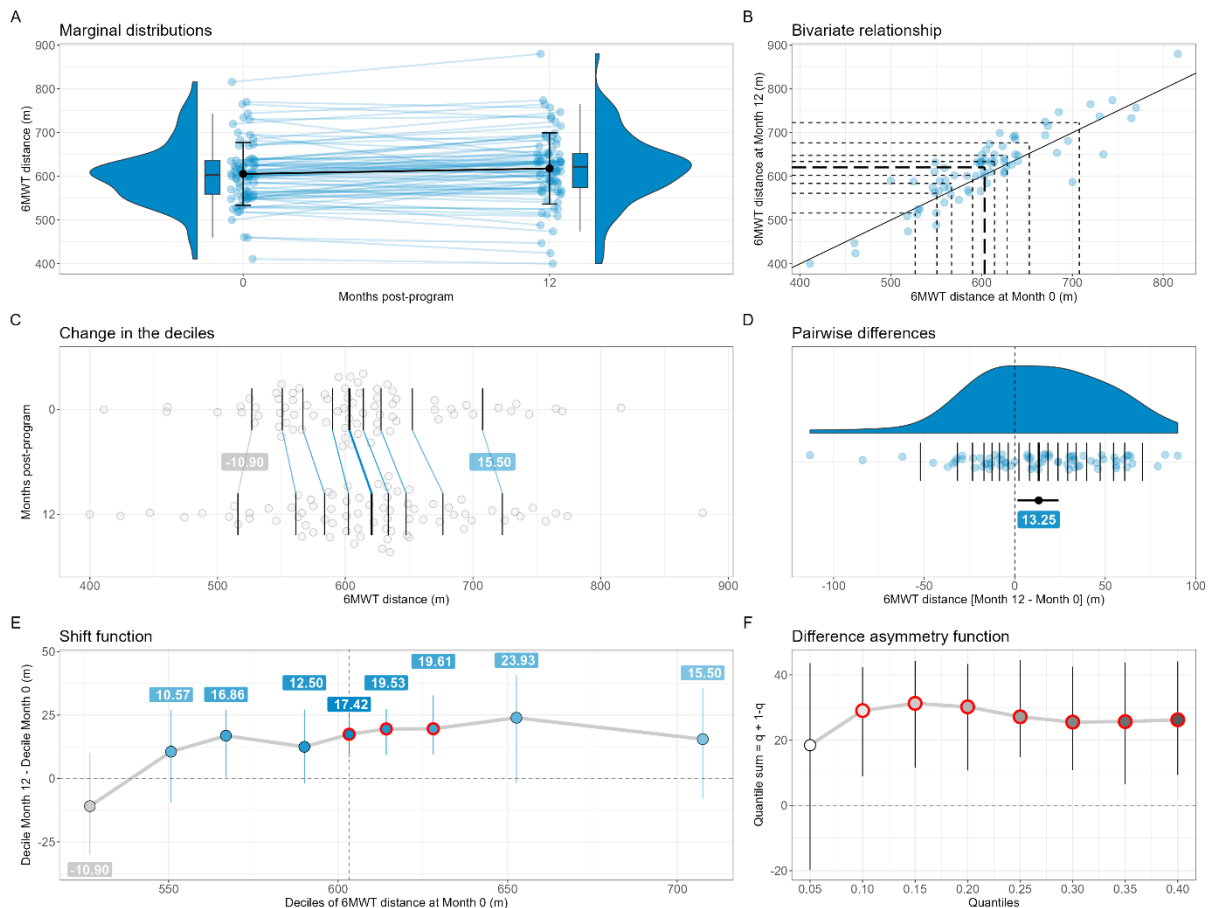 A
Marginal distributions
900
800
700
600
500
400
6MWT distance (m)
0
12
Months post-program
B
Bivariate relationship
900
800
700
600
500
400
6MWT distance at Month 12 (m)
400
500
600
700
800
6MWT distance at Month 0 (m)
C
Change in the deciles
0
12
Months post-program
-10.90
15.50
400
500
600
700
800
900
6MWT distance (m)
D
Pairwise differences
13.25
-100
-50
0
50
100
6MWT distance [Month 12 - Month 0] (m)
E
Shift function
50
25
0
-25
Decile Month 12 - Decile Month 0 (m)
-10.90
10.57
16.86
12.50
17.42
19.53
19.61
23.93
15.50
550
600
650
700
Deciles of 6MWT distance at Month 0 (m)
F
Difference asymmetry function
40
20
0
-20
Quantile sum = q + 1-q
0.05
0.10
0.15
0.20
0.25
0.30
0.35
0.40
Quantiles